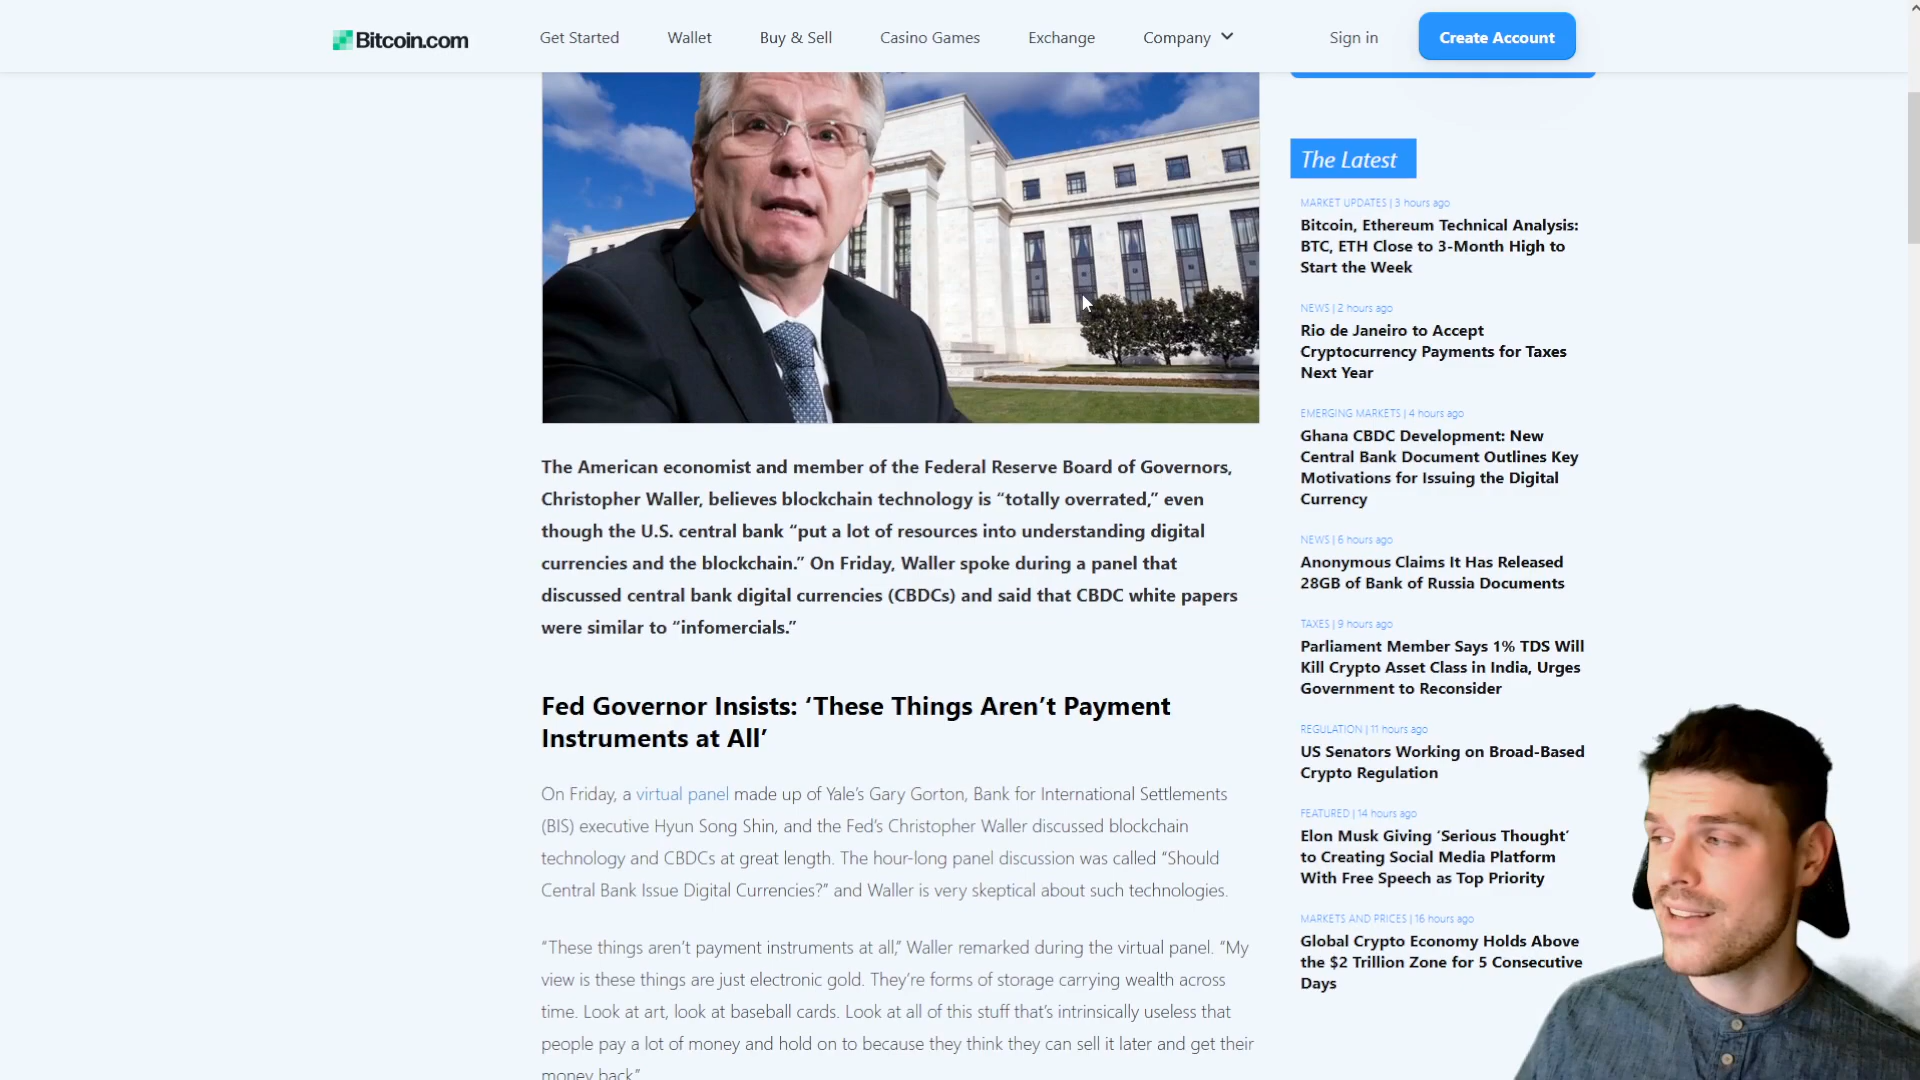 Bitcoin.com
Get Started
Wallet
Buy & Sell
Casino Games
Exchange
Company
Sign in
Create Account
The American economist and member of the Federal Reserve Board of Governors,
Christopher Waller, believes blockchain technology is “totally overrated,” even
though the U.S. central bank “put a lot of resources into understanding digital
currencies and the blockchain.” On Friday, Waller spoke during a panel that
discussed central bank digital currencies (CBDCs) and said that CBDC white papers
were similar to “infomercials.”
Fed Governor Insists: ‘These Things Aren’t Payment
Instruments at All’
On Friday, a virtual panel made up of Yale’s Gary Gorton, Bank for International Settlements
(BIS) executive Hyun Song Shin, and the Fed’s Christopher Waller discussed blockchain
technology and CBDCs at great length. The hour-long panel discussion was called “Should
Central Bank Issue Digital Currencies?” and Waller is very skeptical about such technologies.
“These things aren’t payment instruments at all,” Waller remarked during the virtual panel. “My
view is these things are just electronic gold. They’re forms of storage carrying wealth across
time. Look at art, look at baseball cards. Look at all of this stuff that’s intrinsically useless that
people pay a lot of money and hold on to because they think they can sell it later and get their
money back”
The Latest
MARKET UPDATES | 3 hours ago
Bitcoin, Ethereum Technical Analysis:
BTC, ETH Close to 3-Month High to
Start the Week
NEWS | 2 hours ago
Rio de Janeiro to Accept
Cryptocurrency Payments for Taxes
Next Year
EMERGING MARKETS | 4 hours ago
Ghana CBDC Development: New
Central Bank Document Outlines Key
Motivations for Issuing the Digital
Currency
NEWS | 6 hours ago
Anonymous Claims It Has Released
28GB of Bank of Russia Documents
TAXES | 9 hours ago
Parliament Member Says 1% TDS Will
Kill Crypto Asset Class in India, Urges
Government to Reconsider
REGULATION | 11 hours ago
US Senators Working on Broad-Based
Crypto Regulation
FEATURED | 14 hours ago
Elon Musk Giving ‘Serious Thought’
to Creating Social Media Platform
With Free Speech as Top Priority
MARKETS AND PRICES | 16 hours ago
Global Crypto Economy Holds Above
the $2 Trillion Zone for 5 Consecutive
Days